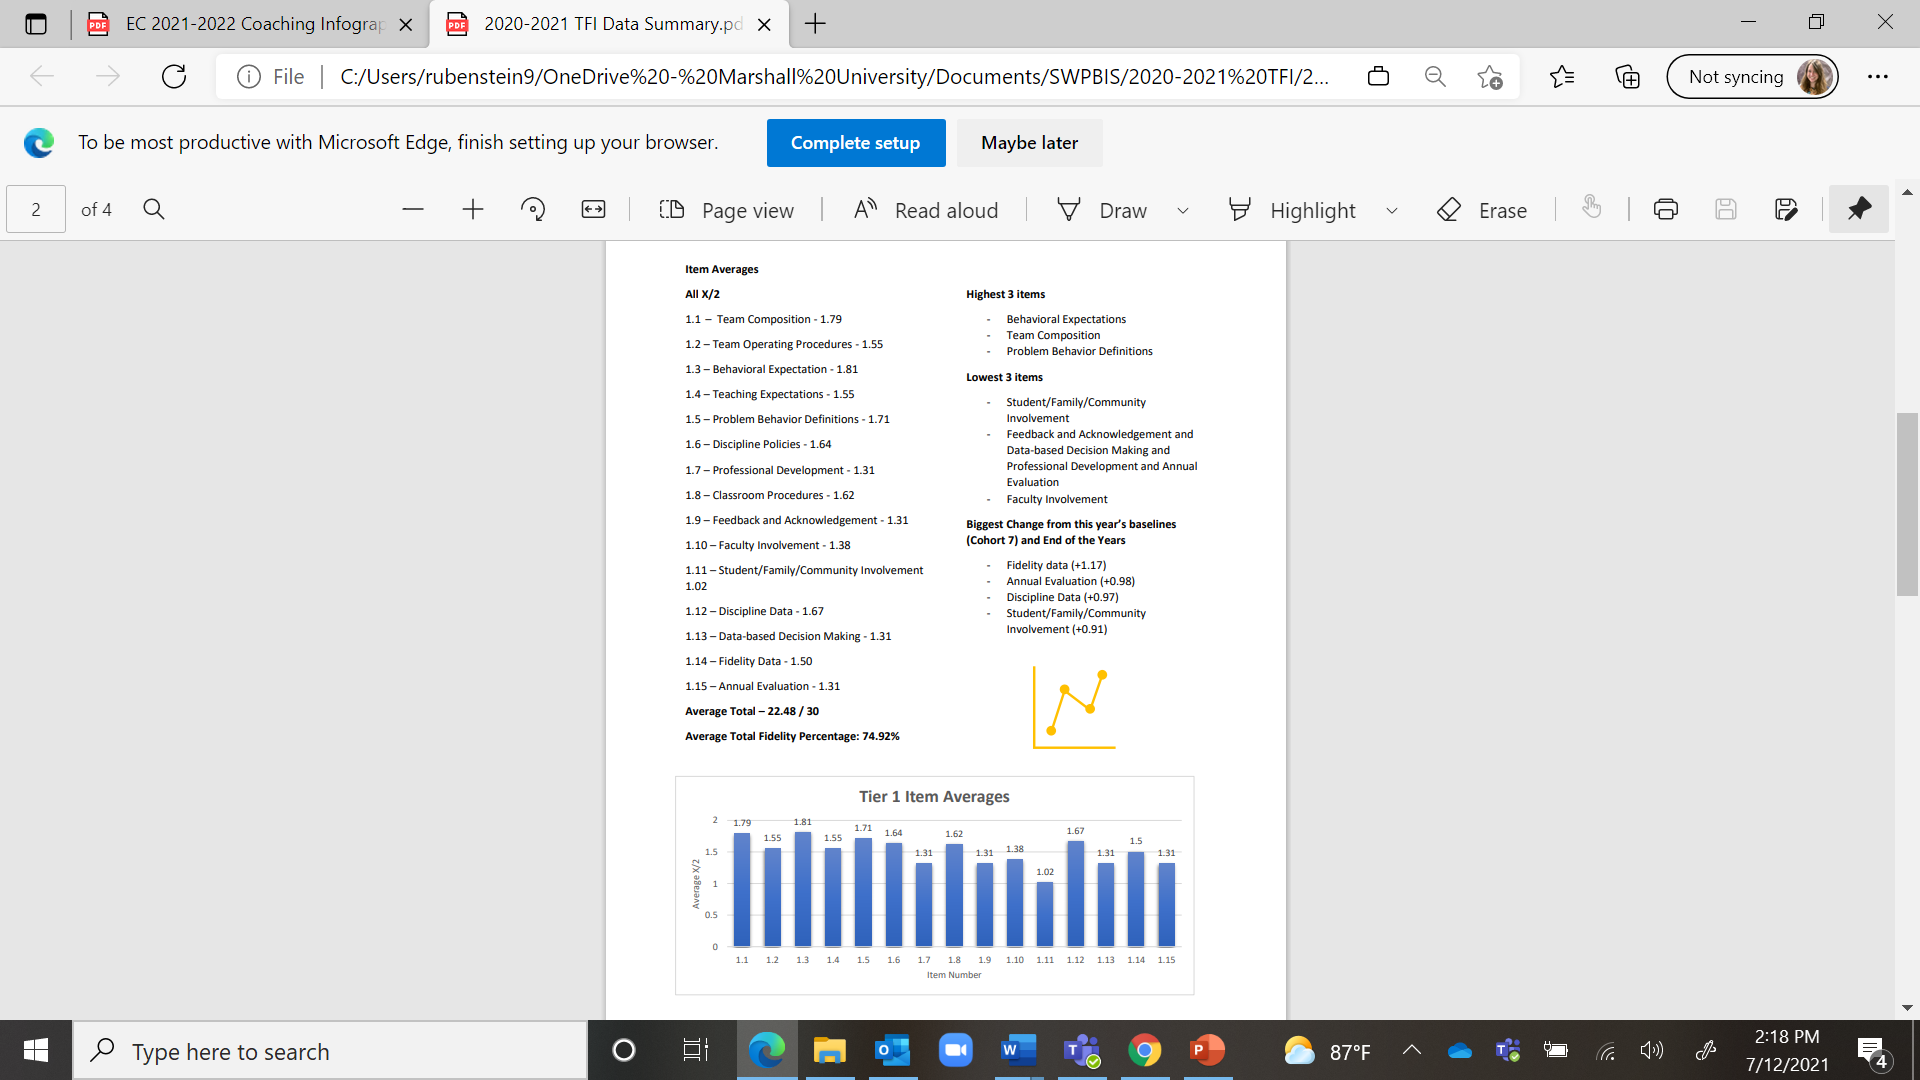 EC 2021-2022 Coaching Infograp
2020-2021 TFI Data Summary.pd
File
C:/Users/rubenstein9/OneDrive%20-%20Marshall%20University/Documents/SWPBIS/2020-2021%20TFI/2...
Not syncing
To be most productive with Microsoft Edge, finish setting up your browser.
Complete setup
Maybe later
2 of 4
Page view
Read aloud
Draw
Highlight
Erase
Item Averages
All X/2
1.1 – Team Composition - 1.79
1.2 – Team Operating Procedures - 1.55
1.3 – Behavioral Expectation - 1.81
1.4 – Teaching Expectations - 1.55
1.5 – Problem Behavior Definitions - 1.71
1.6 – Discipline Policies - 1.64
1.7 – Professional Development - 1.31
1.8 – Classroom Procedures - 1.62
1.9 – Feedback and Acknowledgement - 1.31
1.10 – Faculty Involvement - 1.38
1.11 – Student/Family/Community Involvement
1.02
1.12 – Discipline Data - 1.67
1.13 – Data-based Decision Making - 1.31
1.14 – Fidelity Data - 1.50
1.15 – Annual Evaluation - 1.31
Average Total – 22.48 / 30
Average Total Fidelity Percentage: 74.92%
Highest 3 items
- Behavioral Expectations
- Team Composition
- Problem Behavior Definitions
Lowest 3 items
- Student/Family/Community
Involvement
- Feedback and Acknowledgement and
Data-based Decision Making and
Professional Development and Annual
Evaluation
- Faculty Involvement
Biggest Change from this year's baselines
(Cohort 7) and End of the Years
- Fidelity data (+1.17)
- Annual Evaluation (+0.98)
- Discipline Data (+0.97)
- Student/Family/Community
Involvement (+0.91)
Tier 1 Item Averages
Average X/2
2
1.5
1
0.5
0
1.79 1.55 1.81 1.55 1.71 1.64 1.31 1.62 1.31 1.38 1.02 1.67 1.31 1.5 1.31
1.1 1.2 1.3 1.4 1.5 1.6 1.7 1.8 1.9 1.10 1.11 1.12 1.13 1.14 1.15
Item Number
Type here to search
87°F
2:18 PM
7/12/2021
4